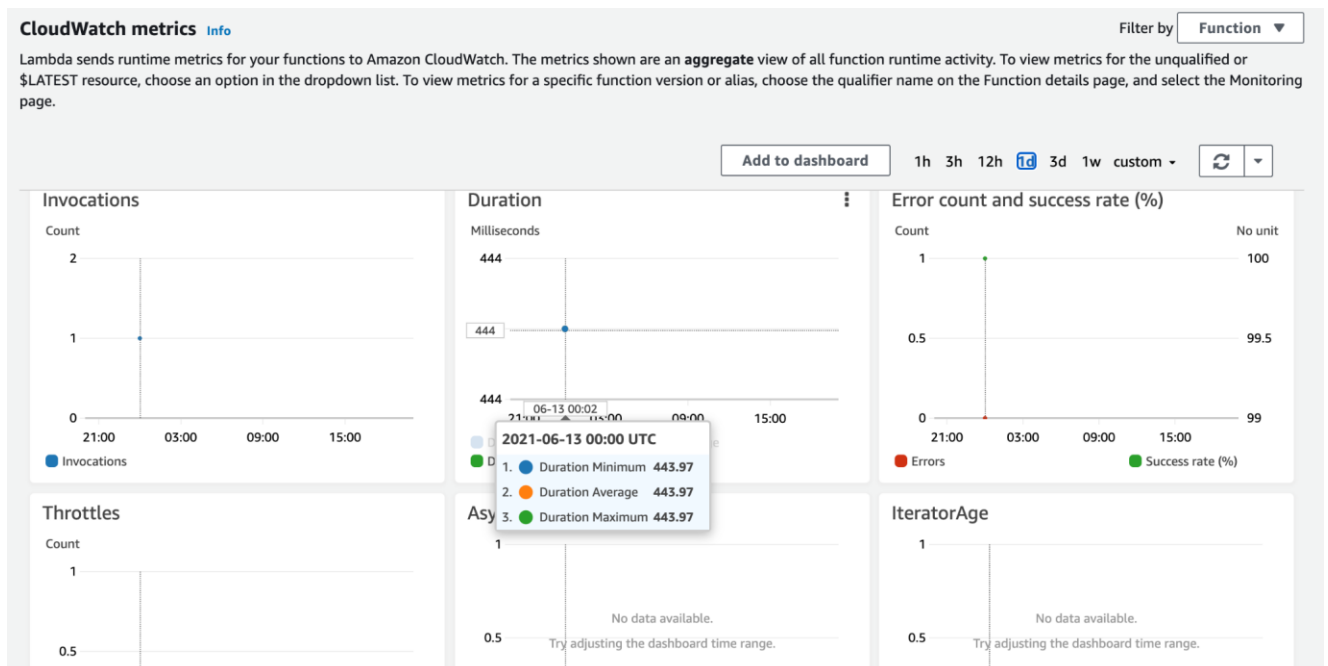 CloudWatch metrics Info
Filter by Function
Lambda sends runtime metrics for your functions to Amazon CloudWatch. The metrics shown are an aggregate view of all function runtime activity. To view metrics for the unqualified or
$LATEST resource, choose an option in the dropdown list. To view metrics for a specific function version or alias, choose the qualifier name on the Function details page, and select the Monitoring
page.
Add to dashboard 1h 3h 12h 1d 3d 1w custom
Invocations
Count
2
1
0
21:00 03:00 09:00 15:00
Invocations
Duration
Milliseconds
444
444
444
06-13 00:02
09:00 15:00
2021-06-13 00:00 UTC
1. Duration Minimum 443.97
2. Duration Average 443.97
3. Duration Maximum 443.97
Error count and success rate (%)
Count No unit
1 100
0.5 99.5
0 99
21:00 03:00 09:00 15:00
Errors Success rate (%)
Throttles
Count
1
0.5
Asy
1
No data available.
0.5 Try adjusting the dashboard time range.
IteratorAge
1
No data available.
0.5 Try adjusting the dashboard time range.